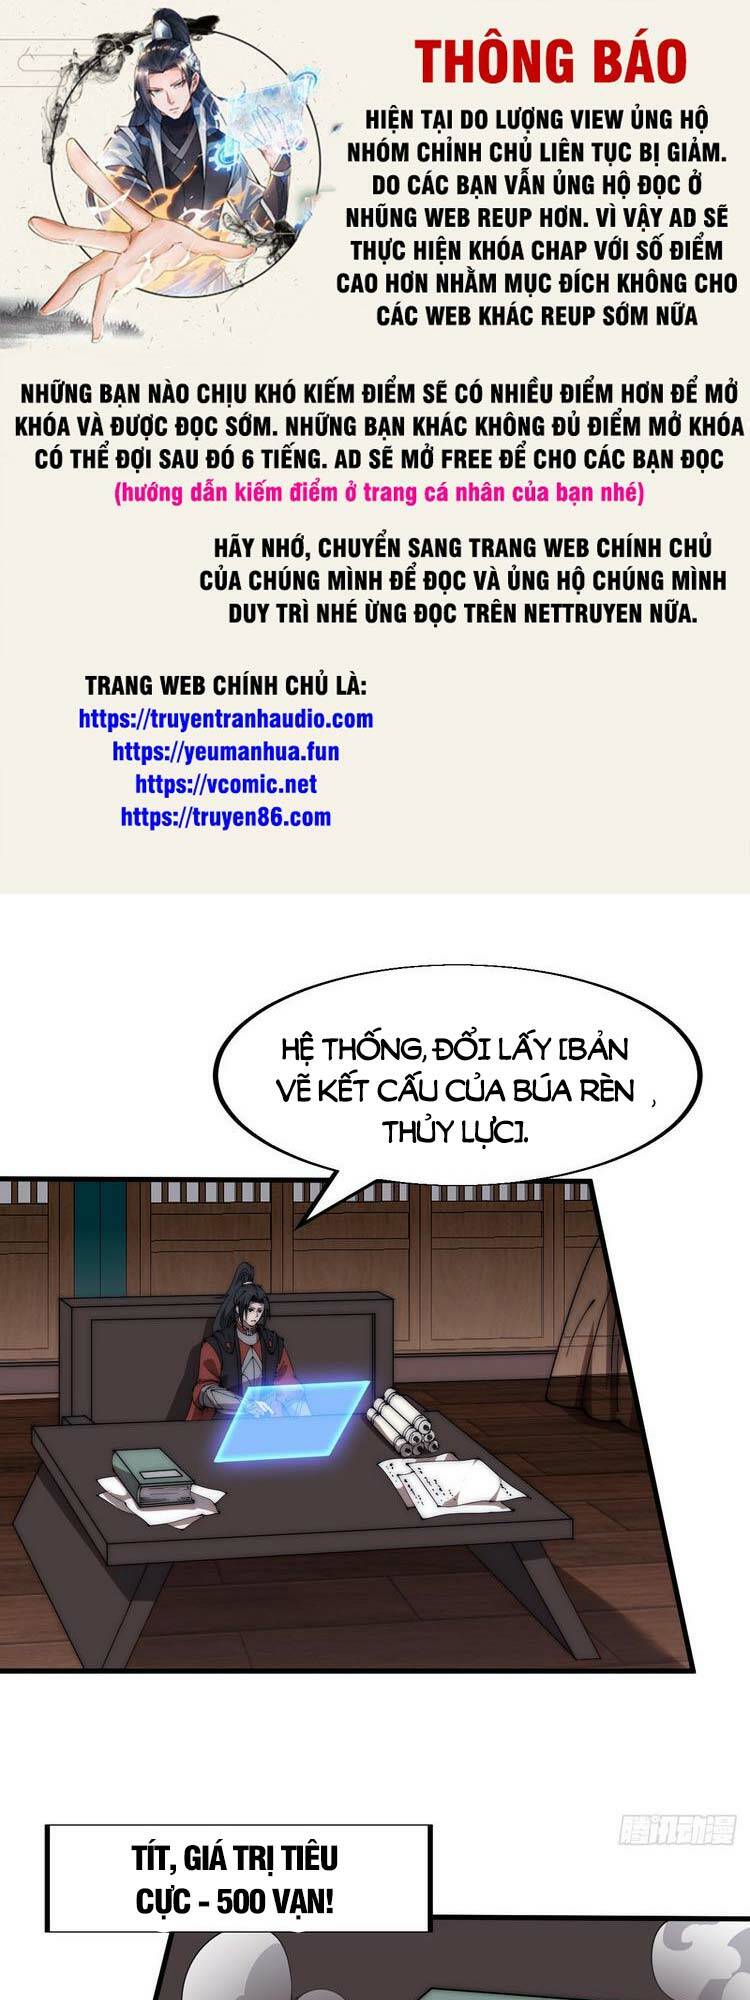 THÔNG BÁO
HIỆN TẠI DO LƯỢNG VIEW ỦNG HỘ
NHÓM CHỈNH CHỦ LIÊN TỤC BỊ GIẢM.
DO CÁC BẠN VẪN ỦNG HỘ ĐỌC Ở
NHŨNG WEB REUP HƠN. VÌ VẬY AD SẼ
THỰC HIỆN KHÓA CHAP VỚI SỐ ĐIỂM
CAO HƠN NHẰM MỤC ĐÍCH KHÔNG CHO
CÁC WEB KHÁC REUP SỚM NỮA
NHỮNG BẠN NÀO CHỊU KHÓ KIẾM ĐIỂM SẼ CÓ NHIỀU ĐIỂM HƠN ĐỂ MỞ
KHÓA VÀ ĐƯỢC ĐỌC SỚM. NHỮNG BẠN KHÁC KHÔNG ĐỦ ĐIỂM MỞ KHÓA
CÓ THỂ ĐỢI SAU ĐÓ 6 TIẾNG. AD SẼ MỞ FREE ĐỂ CHO CÁC BẠN ĐỌC
(hướng dẫn kiếm điểm ở trang cá nhân của bạn nhé)
HÃY NHỚ, CHUYỂN SANG TRANG WEB CHÍNH CHỦ
CỦA CHÚNG MÌNH ĐỂ ĐỌC VÀ ỦNG HỘ CHÚNG MÌNH
DUY TRÌ NHÉ ỪNG ĐỌC TRÊN NETTRUYEN NỮA.
TRANG WEB CHÍNH CHỦ LÀ:
https://truyentranhaudio.com
https://yeumanhua.fun
https://vcomic.net
https://truyen86.com
HỆ THỐNG, ĐỔI LẤY [BẢN
VẼ KẾT CẤU CỦA BÚA RÈN
THỦY LỰC].
腾讯动漫
TÍT, GIÁ TRỊ TIÊU
CỰC - 500 VẠN!